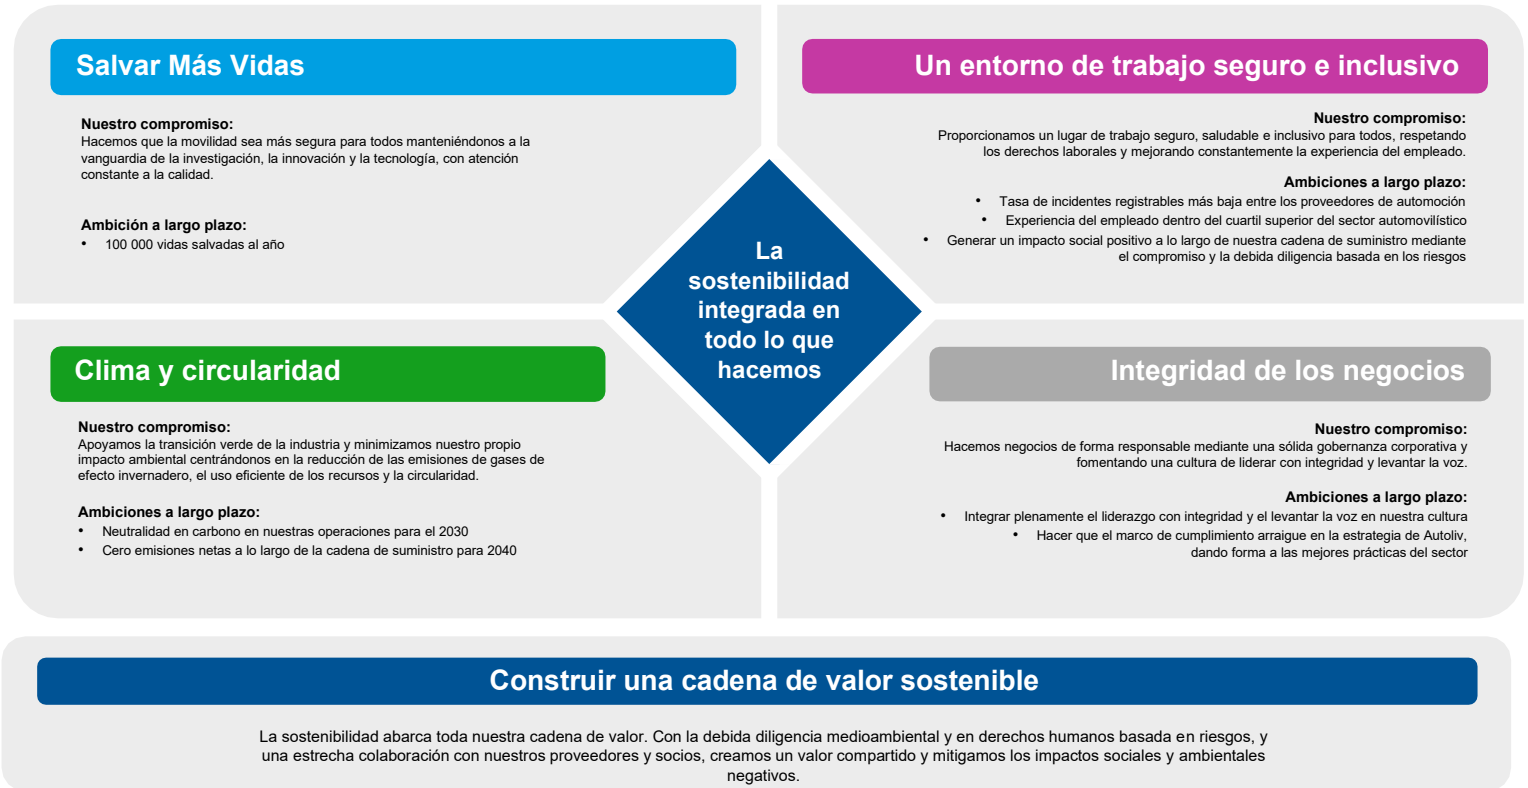 Salvar Más Vidas
Nuestro compromiso:
Hacemos que la movilidad sea más segura para todos manteniéndonos a la
vanguardia de la investigación, la innovación y la tecnología, con atención
constante a la calidad.
Ambición a largo plazo:
• 100 000 vidas salvadas al año
Un entorno de trabajo seguro e inclusivo
Nuestro compromiso:
Proporcionamos un lugar de trabajo seguro, saludable e inclusivo para todos, respetando
los derechos laborales y mejorando constantemente la experiencia del empleado.
Ambiciones a largo plazo:
• Tasa de incidentes registrables más baja entre los proveedores de automoción
• Experiencia del empleado dentro del cuartil superior del sector automovilístico
• Generar un impacto social positivo a lo largo de nuestra cadena de suministro mediante
el compromiso y la debida diligencia basada en los riesgos
La
sostenibilidad
integrada en
todo lo que
hacemos
Clima y circularidad
Nuestro compromiso:
Apoyamos la transición verde de la industria y minimizamos nuestro propio
impacto ambiental centrándonos en la reducción de las emisiones de gases de
efecto invernadero, el uso eficiente de los recursos y la circularidad.
Ambiciones a largo plazo:
• Neutralidad en carbono en nuestras operaciones para el 2030
• Cero emisiones netas a lo largo de la cadena de suministro para 2040
Integridad de los negocios
Nuestro compromiso:
Hacemos negocios de forma responsable mediante una sólida gobernanza corporativa y
fomentando una cultura de liderar con integridad y levantar la voz.
Ambiciones a largo plazo:
• Integrar plenamente el liderazgo con integridad y el levantar la voz en nuestra cultura
• Hacer que el marco de cumplimiento arraigue en la estrategia de Autoliv,
dando forma a las mejores prácticas del sector
Construir una cadena de valor sostenible
La sostenibilidad abarca toda nuestra cadena de valor. Con la debida diligencia medioambiental y en derechos humanos basada en riesgos, y
una estrecha colaboración con nuestros proveedores y socios, creamos un valor compartido y mitigamos los impactos sociales y ambientales
negativos.